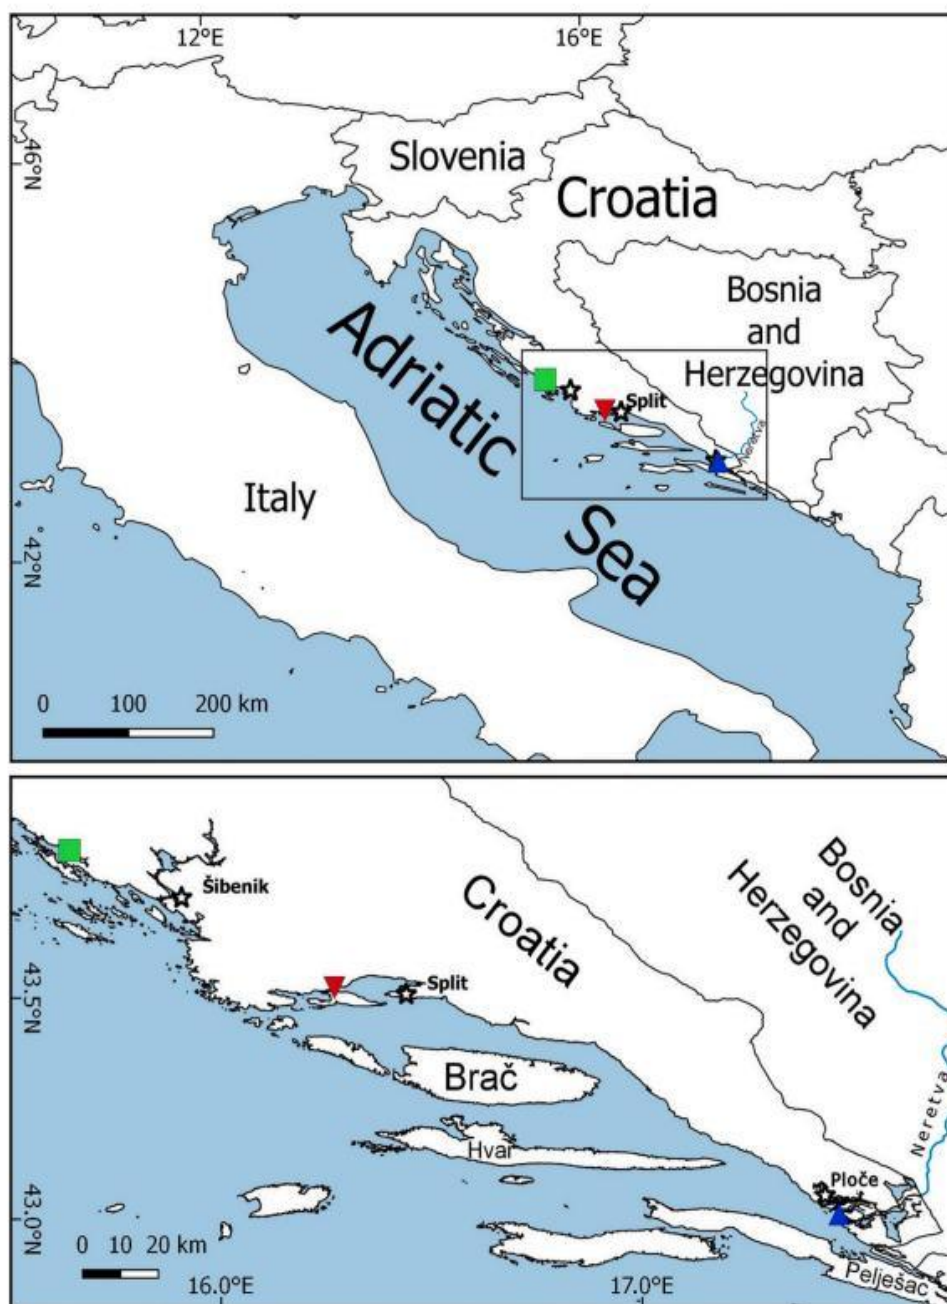 12°E
16°E
46°N
Slovenia
Croatia
Bosnia
and
Herzegovina
Adriatic
Sea
Split
Neretva
Italy
42°N
0 100 200 km
Bosnia
and
Herzegovina
Croatia
Šibenik
Split
43.5°N
Brač
Hvar
Neretva
Ploče
43.0°N
0 10 20 km
Pelješac
16.0°E
17.0°E